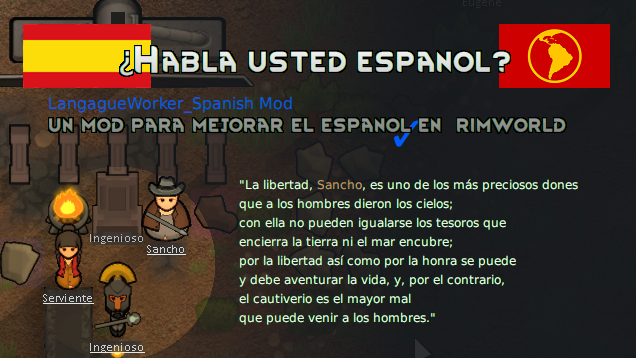 Eugene
¿HABLA USTED ESPANOL?
LangagueWorker_Spanish Mod
UN MOD PARA MEJORAR EL ESPANOL EN RIMWORLD
"La libertad, Sancho, es uno de los más preciosos dones
que a los hombres dieron los cielos;
con ella no pueden igualarse los tesoros que
encierra la tierra ni el mar encubre;
por la libertad así como por la honra se puede
y debe aventurar la vida, y, por el contrario,
el cautiverio es el mayor mal
que puede venir a los hombres."
Ingenioso
Sancho
Serviente
Ingenioso